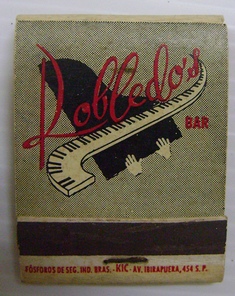 Robledo's
BAR
FÓSFOROS DE SEG. IND. BRAS. - KIC - AV. IBIRAPUERA, 454 S. P.